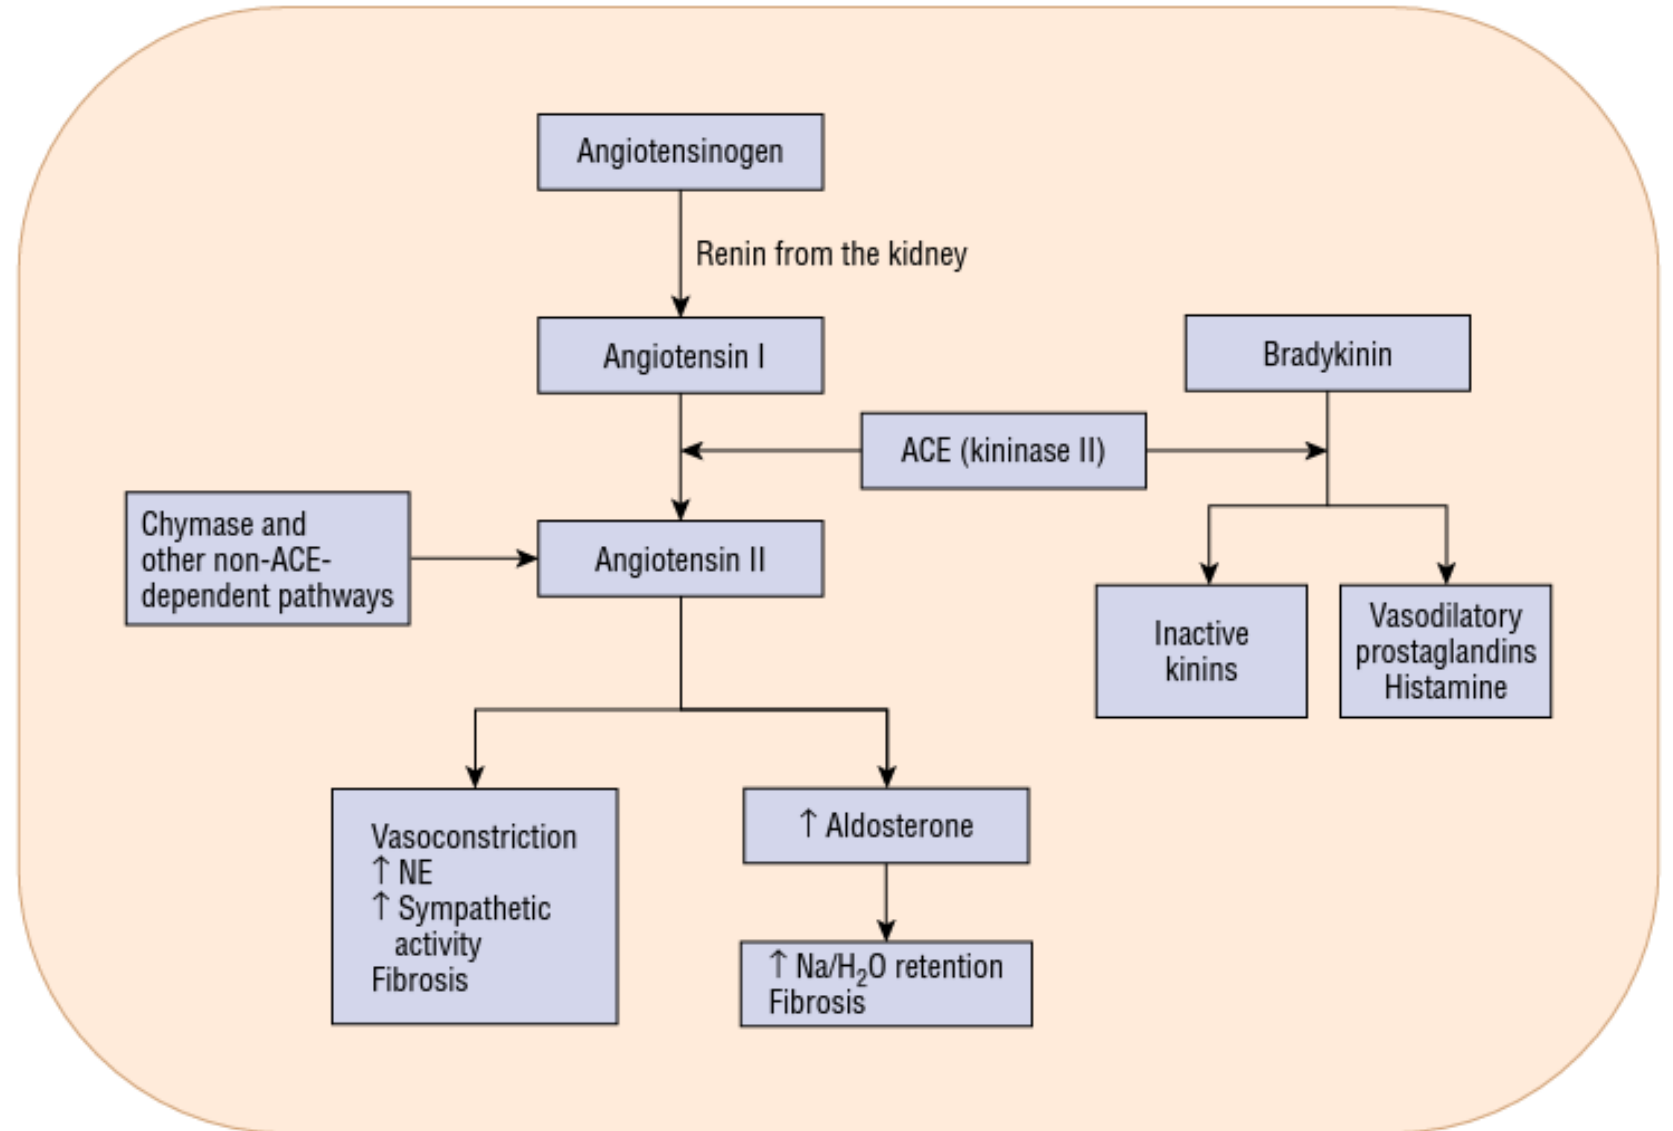 Angiotensinogen
Renin from the kidney
Angiotensin I
Bradykinin
ACE (kininase II)
Chymase and
other non-ACE-
dependent pathways
Angiotensin II
Inactive
kinins
Vasodilatory
prostaglandins
Histamine
Vasoconstriction
↑ NE
↑ Sympathetic
activity
Fibrosis
↑ Aldosterone
↑ Na/H₂O retention
Fibrosis